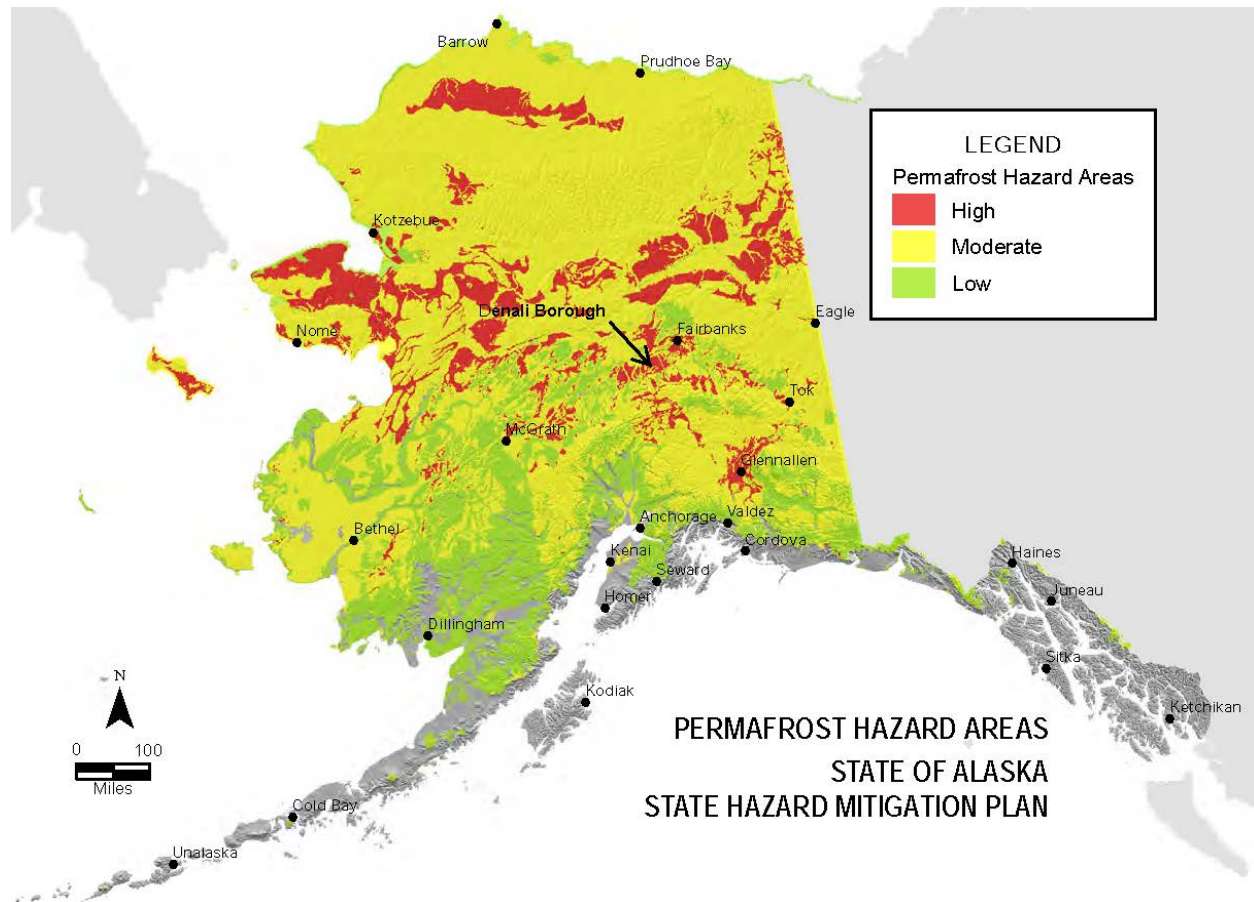 Barrow
Prudhoe Bay
LEGEND
Permafrost Hazard Areas
High
Moderate
Low
Kotzebue
Denali Borough
Eagle
Nome
Fairbanks
Tok
McGrath
Glennallen
Bethel
Anchorage
Valdez
Kenai
Cordova
Seward
Haines
Homer
Juneau
Dillingham
Sitka
Kodiak
Ketchikan
N
0 100
Miles
PERMAFROST HAZARD AREAS
STATE OF ALASKA
STATE HAZARD MITIGATION PLAN
Cold Bay
Unalaska